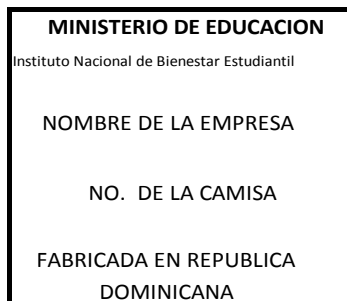 MINISTERIO DE EDUCACION
Instituto Nacional de Bienestar Estudiantil
NOMBRE DE LA EMPRESA
NO. DE LA CAMISA
FABRICADA EN REPUBLICA
DOMINICANA